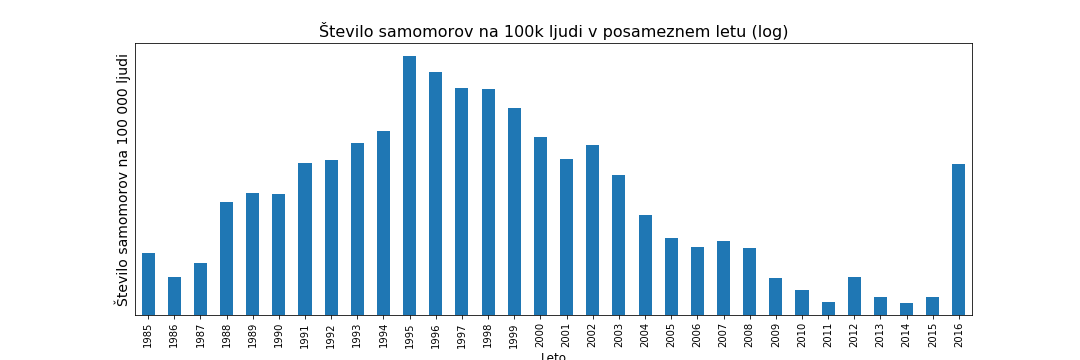 Število samomorov na 100k ljudi v posameznem letu (log)
Število samomorov na 100 000 ljudi
1985 1986 1987 1988 1989 1990 1991 1992 1993 1994 1995 1996 1997 1998 1999 2000 2001 2002 2003 2004 2005 2006 2007 2008 2009 2010 2011 2012 2013 2014 2015 2016
Leto